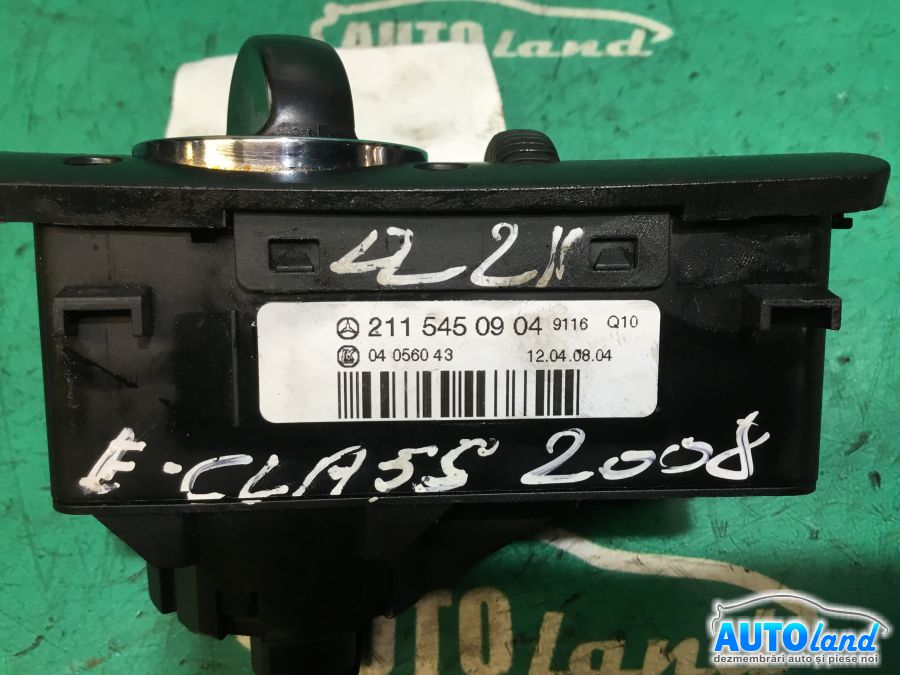 AUTOland
211 545 09 04 9116 Q10
04 0560 43 12.04.08.04
E-CLASS 2008
AUTOland
AUTOland
dezmembrări auto și piese noi